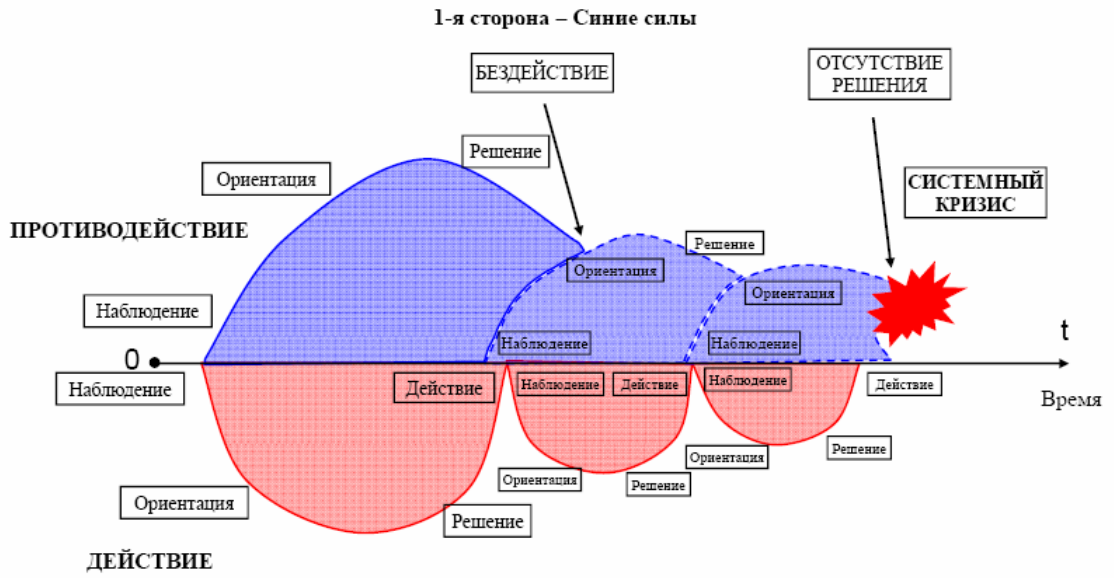 1-я сторона – Синие силы
БЕЗДЕЙСТВИЕ
ОТСУТСТВИЕ
РЕШЕНИЯ
Решение
Ориентация
СИСТЕМНЫЙ
КРИЗИС
ПРОТИВОДЕЙСТВИЕ
Решение
Ориентация
Ориентация
Наблюдение
Наблюдение
Наблюдение
t
0
Наблюдение
Действие
Наблюдение
Действие
Наблюдение
Действие
Время
Ориентация
Решение
Ориентация
Решение
Ориентация
Решение
ДЕЙСТВИЕ